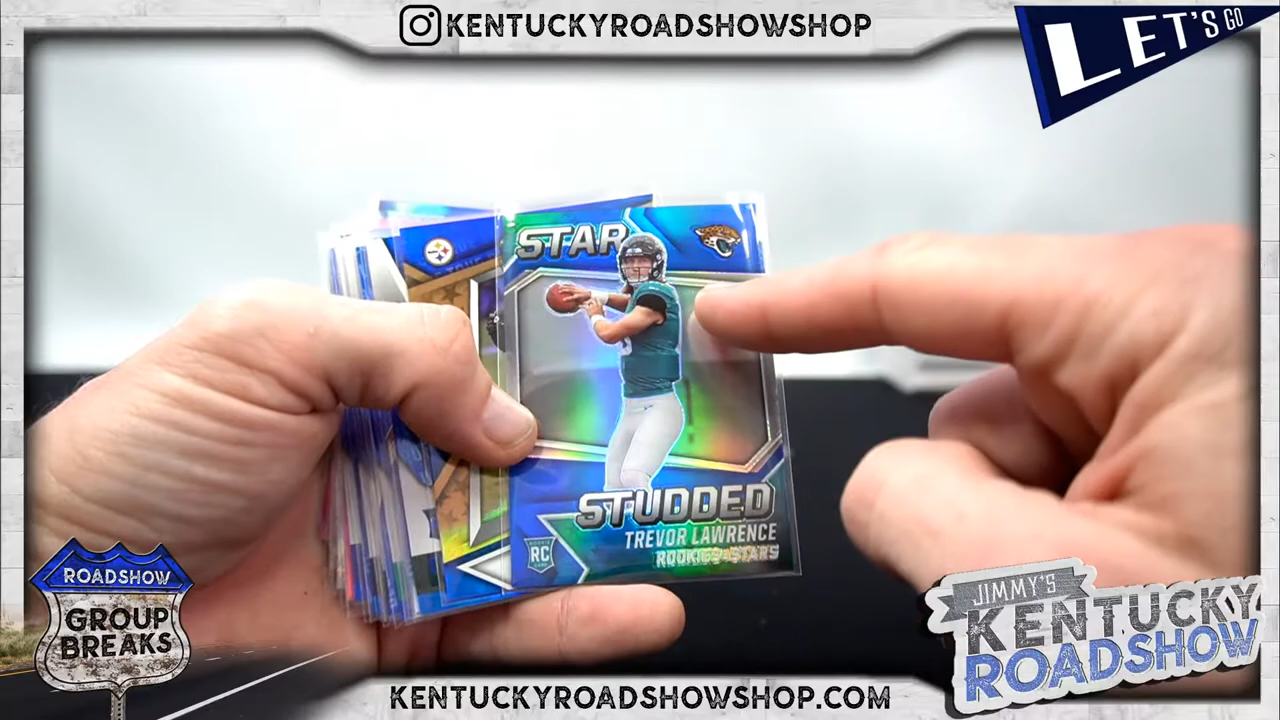 KENTUCKYROADSHOWSHOP
LET'S GO
STAR
STUDDED
TREVOR LAWRENCE
ROOKIES & STARS
RC
ROADSHOW
GROUP
BREAKS
JIMMY'S
KENTUCKY
ROADSHOW
KENTUCKYROADSHOWSHOP.COM